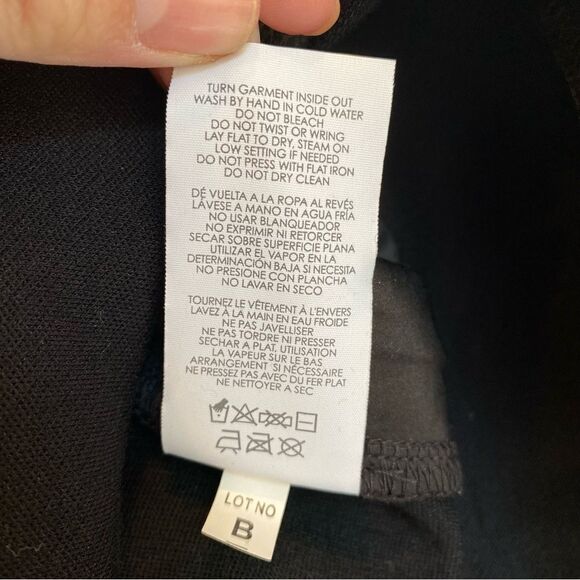 TURN GARMENT INSIDE OUT
WASH BY HAND IN COLD WATER
DO NOT BLEACH
DO NOT TWIST OR WRING
LAY FLAT TO DRY, STEAM ON
LOW SETTING IF NEEDED
DO NOT PRESS WITH FLAT IRON
DO NOT DRY CLEAN
DÉ VUELTA A LA ROPA AL REVÉS
LÁVESE A MANO EN AGUA FRÍA
NO USAR BLANQUEADOR
NO EXPRIMIR NI RETORCER
SECAR SOBRE SUPERFICIE PLANA
UTILIZAR EL VAPOR EN LA
DETERMINACIÓN BAJA SI NECESITA
NO PRESIONE CON PLANCHA
NO LAVAR EN SECO
TOURNEZ LE VÊTEMENT À L'ENVERS
LAVEZ À LA MAIN EN EAU FROIDE
NE PAS JAVELLISER
NE PAS TORDRE NI PRESSER
SECHAR A PLAT, UTILISATION
LA VAPEUR SUR LE BAS
ARRANGEMENT SI NÉCESSAIRE
NE PRESSEZ PAS AVEC DU FER PLAT
NE NETTOYER A SEC
LOT NO
B